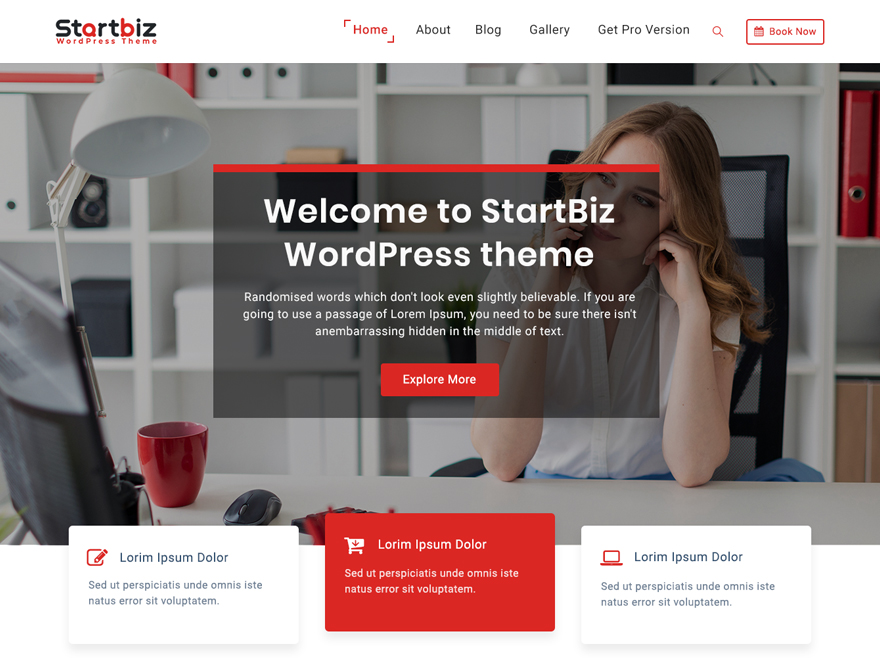 Startbiz
WordPress Theme
Home About Blog Gallery Get Pro Version Book Now
Welcome to StartBiz
WordPress theme
Randomised words which don't look even slightly believable. If you are
going to use a passage of Lorem Ipsum, you need to be sure there isn't
anembarrassing hidden in the middle of text.
Explore More
Lorim Ipsum Dolor
Sed ut perspiciatis unde omnis iste
natus error sit voluptatem.
Lorim Ipsum Dolor
Sed ut perspiciatis unde omnis iste
natus error sit voluptatem.
Lorim Ipsum Dolor
Sed ut perspiciatis unde omnis iste
natus error sit voluptatem.